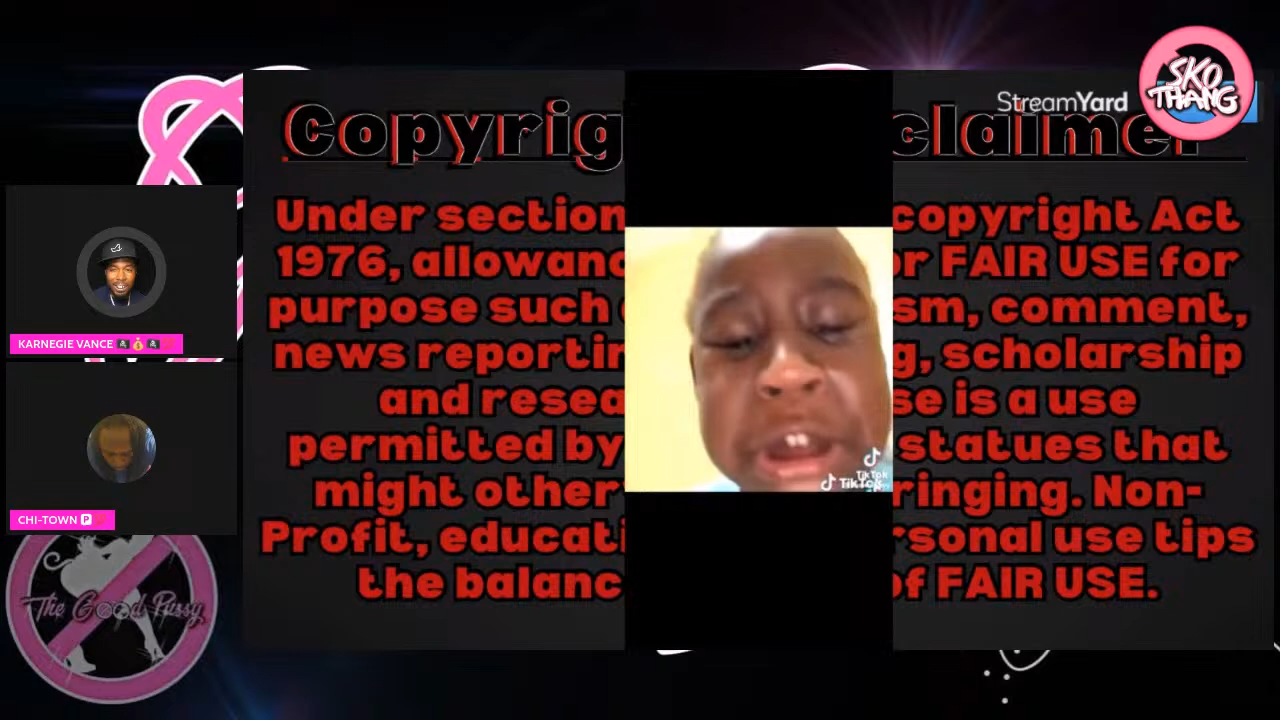 StreamYard
SKO
THANG
Copyrig claimer
Under section copyright Act
1976, allowanc or FAIR USE for
purpose such sm, comment,
news reportin g, scholarship
and resea se is a use
permitted by statues that
might other ringing. Non-
Profit, educati rsonal use tips
the balanc of FAIR USE.
KARNEGIE VANCE
CHI-TOWN P
The Good Pussy
TikTok
TikTok